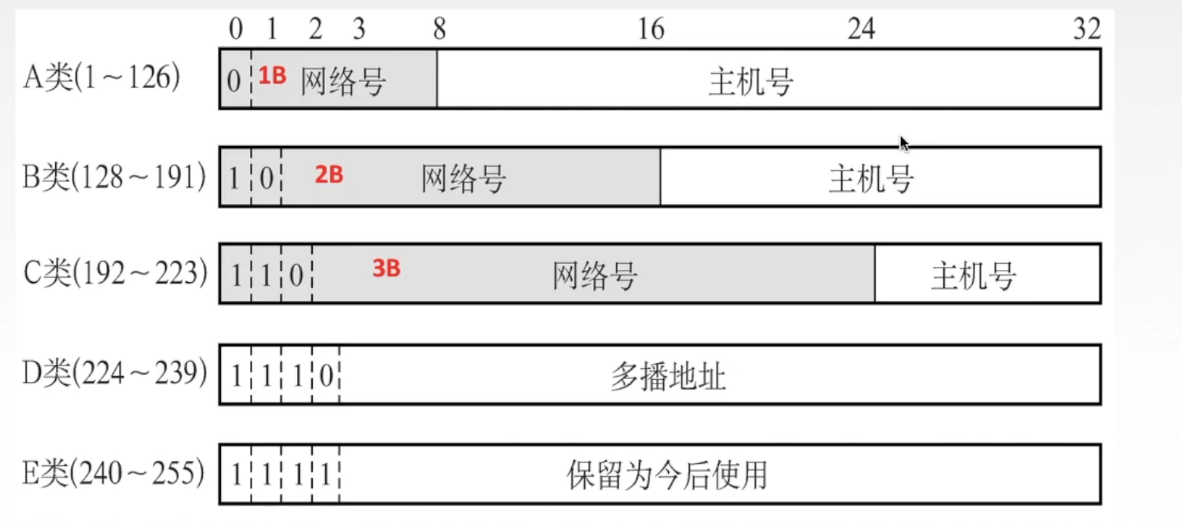 0 1 2 3 8 16 24 32
A类(1～126) 0 1B 网络号 主机号
B类(128～191) 1 0 2B 网络号 主机号
C类(192～223) 1 1 0 3B 网络号 主机号
D类(224～239) 1 1 1 0 多播地址
E类(240～255) 1 1 1 1 保留为今后使用